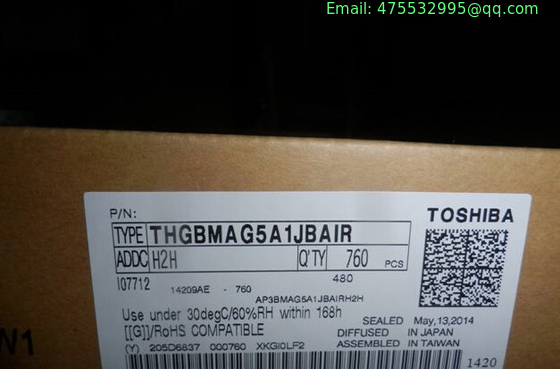 Email: 475532995@qq.com
P/N:
TOSHIBA
TYPE THGBMAG5A1JBAIR
ADDC H2H Q'TY 760 PCS
I07712 480
14209AE - 760
AP3BMAG5A1JBAIRH2H
Use under 30degC/60%RH within 168h
SEALED May,13,2014
[[G]]/RoHS COMPATIBLE DIFFUSED IN JAPAN
ASSEMBLED IN TAIWAN
(Y) 205D6837 000760 XKGI0LF2
1420